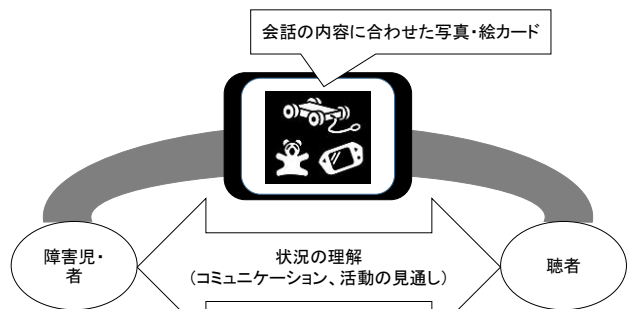 会話の内容に合わせた写真・絵カード
障害児・
者
状況の理解
(コミュニケーション、活動の見通し)
聴者